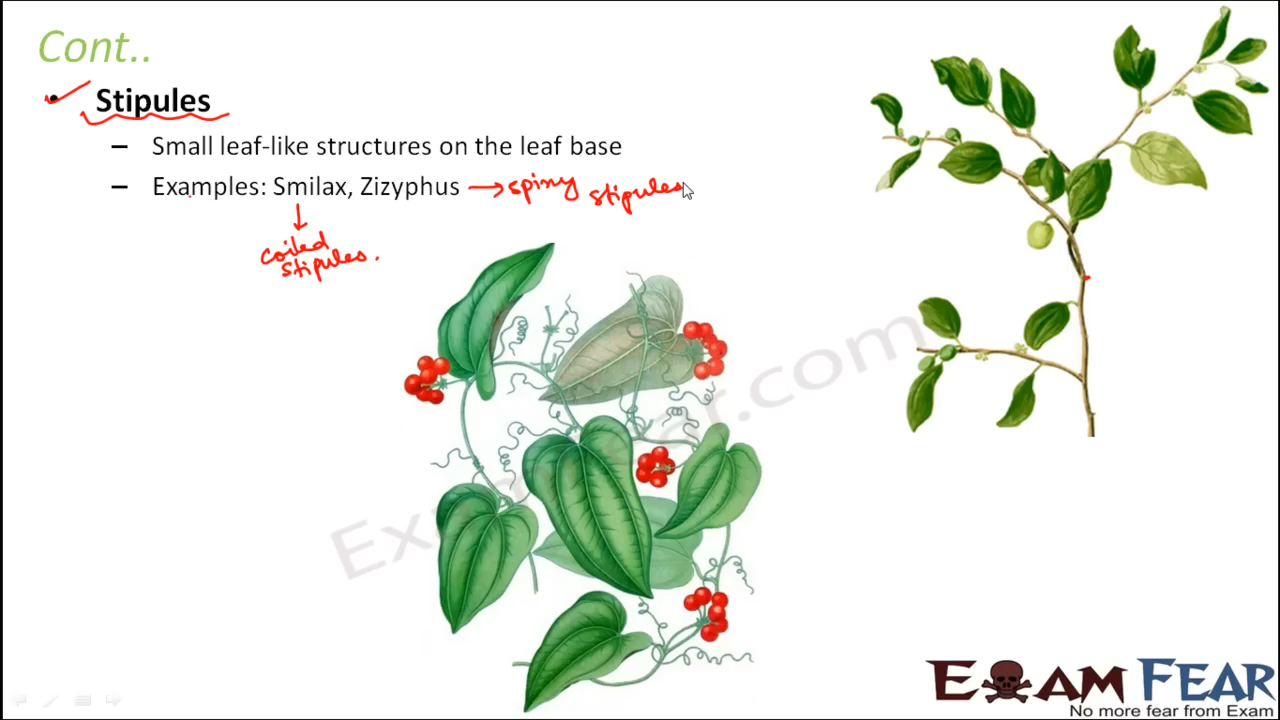 Cont..
• Stipules
– Small leaf-like structures on the leaf base
– Examples: Smilax, Zizyphus → spiny stipules
↓
coiled
stipules.
Examfear.com
EXAM FEAR
No more fear from Exam